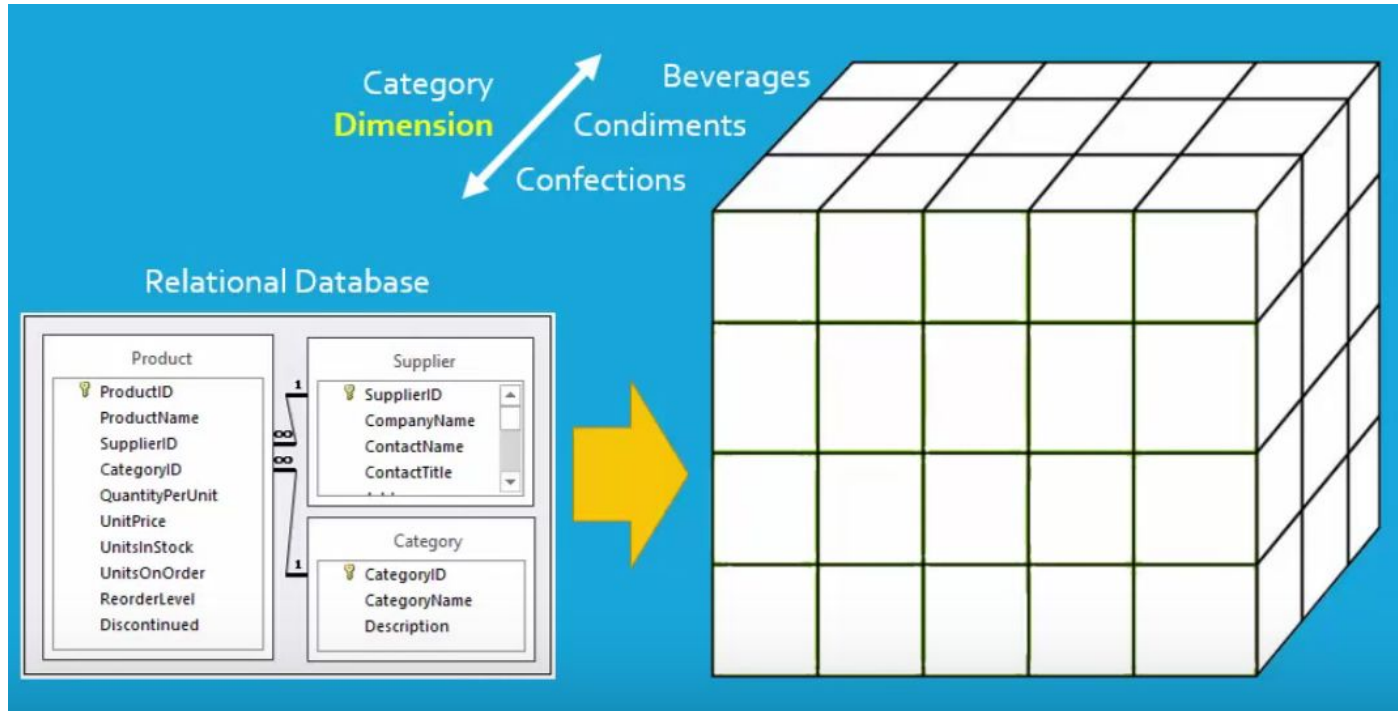 Category
Dimension
Beverages
Condiments
Confections
Relational Database
Product
ProductID
ProductName
SupplierID
CategoryID
QuantityPerUnit
UnitPrice
UnitsInStock
UnitsOnOrder
ReorderLevel
Discontinued
1
∞
∞
1
Supplier
SupplierID
CompanyName
ContactName
ContactTitle
Category
CategoryID
CategoryName
Description